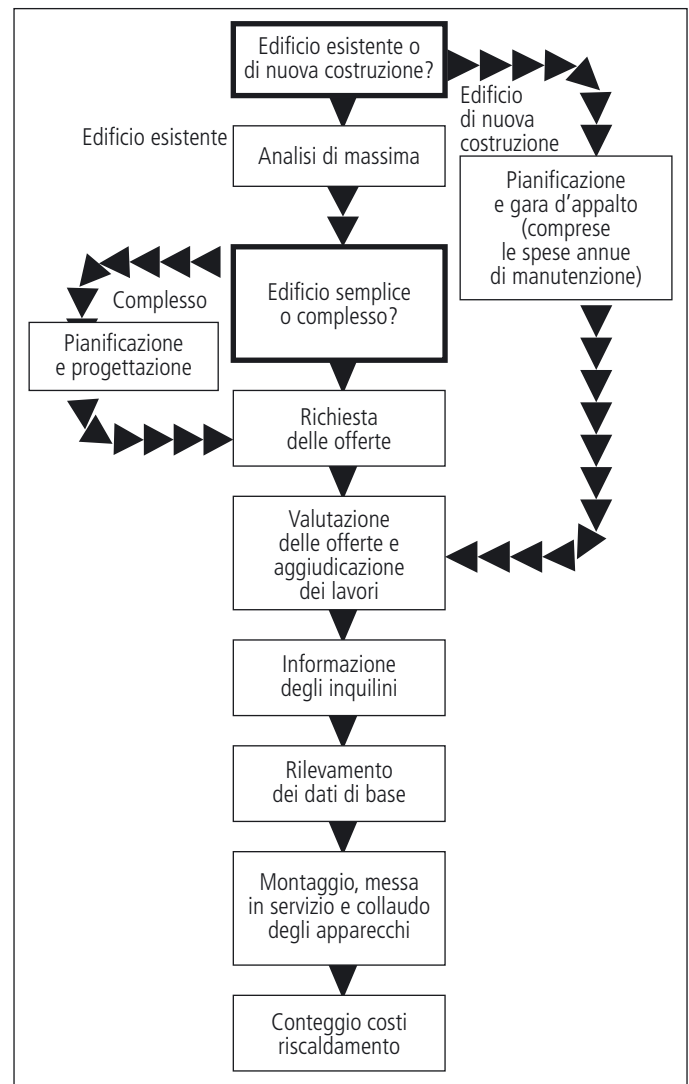 Edificio esistente o
di nuova costruzione?
Edificio
di nuova
costruzione
Edificio esistente
Analisi di massima
Pianificazione
e gara d'appalto
(comprese
le spese annue
di manutenzione)
Edificio semplice
o complesso?
Complesso
Pianificazione
e progettazione
Richiesta
delle offerte
Valutazione
delle offerte e
aggiudicazione
dei lavori
Informazione
degli inquilini
Rilevamento
dei dati di base
Montaggio, messa
in servizio e collaudo
degli apparecchi
Conteggio costi
riscaldamento